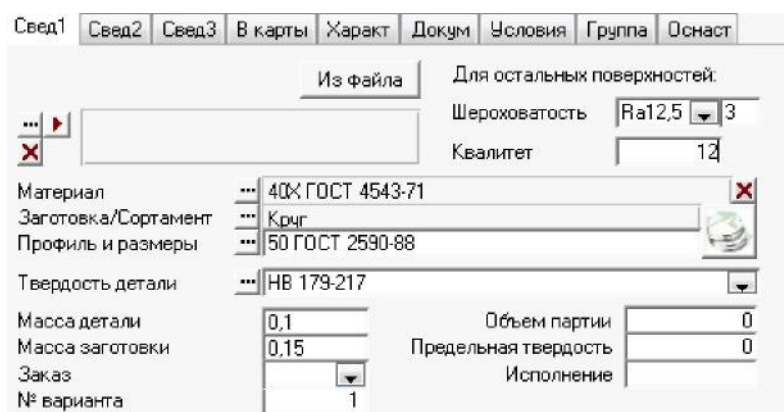 Свед1 Свед2 Свед3 В карты Характ Докум Условия Группа Оснаст
Из файла Для остальных поверхностей:
Шероховатость Ra12,5 3
Квалитет 12
Материал ... 40Х ГОСТ 4543-71
Заготовка/Сортамент ... Круг
Профиль и размеры ... 50 ГОСТ 2590-88
Твердость детали ... НВ 179-217
Масса детали 0,1 Объем партии 0
Масса заготовки 0,15 Предельная твердость 0
Заказ Исполнение
№ варианта 1